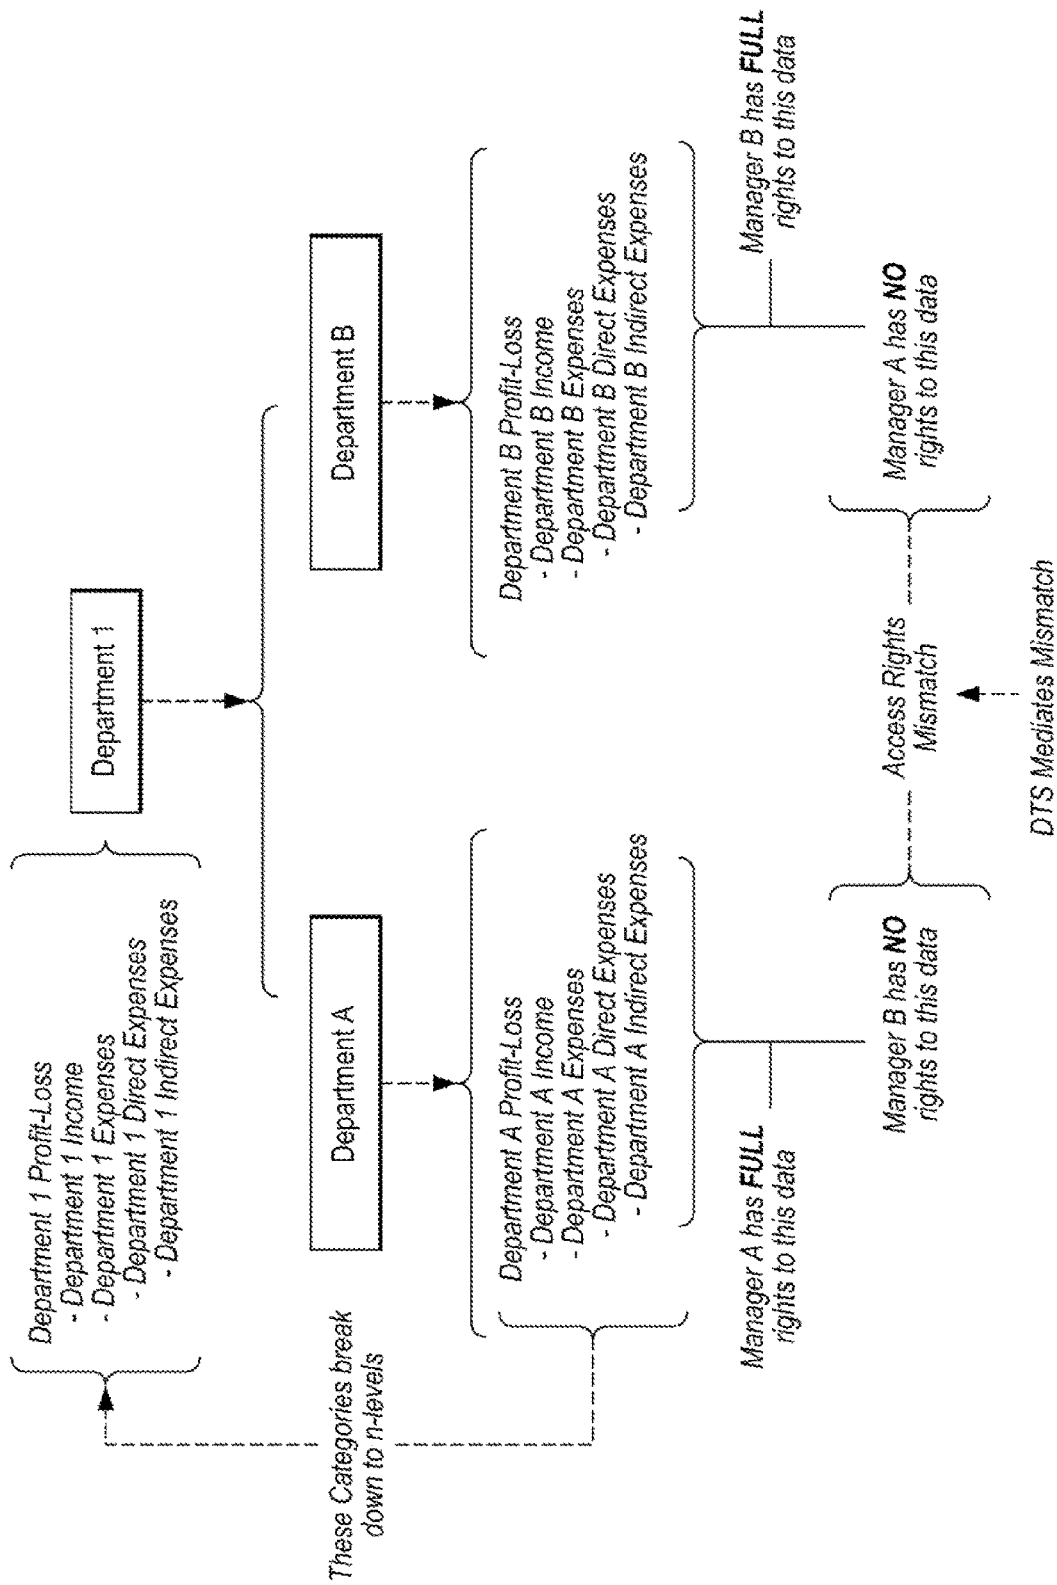 Department 1 Profit-Loss
- Department 1 Income
- Department 1 Expenses
- Department 1 Direct Expenses
- Department 1 Indirect Expenses
Department 1
These Categories break
down to n-levels
Department A
Department B
Department A Profit-Loss
- Department A Income
- Department A Expenses
- Department A Direct Expenses
- Department A Indirect Expenses
Department B Profit-Loss
- Department B Income
- Department B Expenses
- Department B Direct Expenses
- Department B Indirect Expenses
Manager A has FULL
rights to this data
Manager B has FULL
rights to this data
Manager B has NO
rights to this data
Access Rights
Mismatch
Manager A has NO
rights to this data
DTS Mediates Mismatch